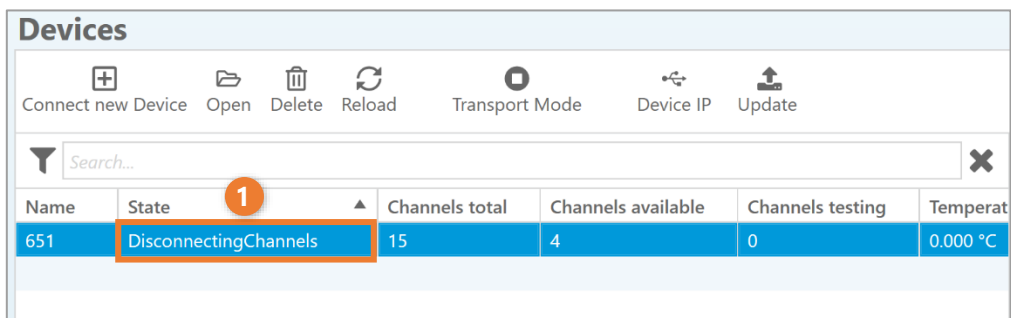 Devices
Connect new Device Open Delete Reload Transport Mode Device IP Update
Search...
1
Name State Channels total Channels available Channels testing Temperat
651 DisconnectingChannels 15 4 0 0.000 °C